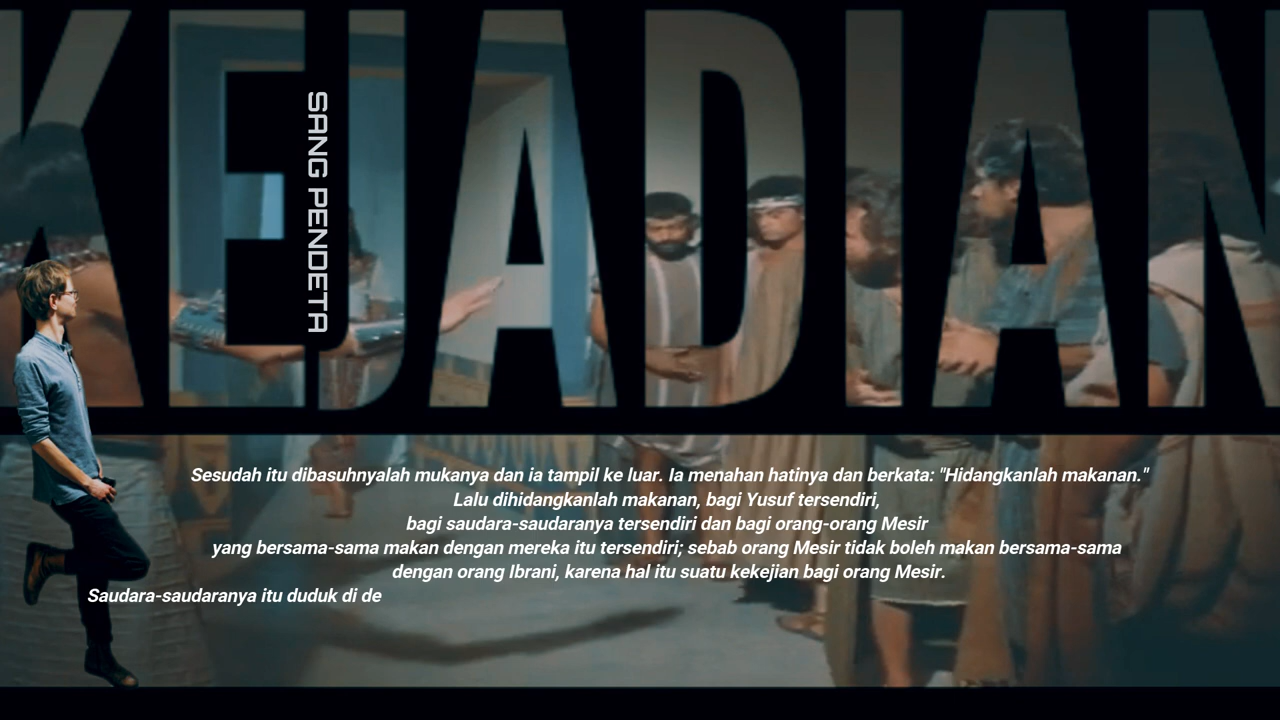 KEJADIAN
SANG PENDETA
Sesudah itu dibasuhnyalah mukanya dan ia tampil ke luar. Ia menahan hatinya dan berkata: "Hidangkanlah makanan."
Lalu dihidangkanlah makanan, bagi Yusuf tersendiri,
bagi saudara-saudaranya tersendiri dan bagi orang-orang Mesir
yang bersama-sama makan dengan mereka itu tersendiri; sebab orang Mesir tidak boleh makan bersama-sama
dengan orang Ibrani, karena hal itu suatu kekejian bagi orang Mesir.
Saudara-saudaranya itu duduk di de